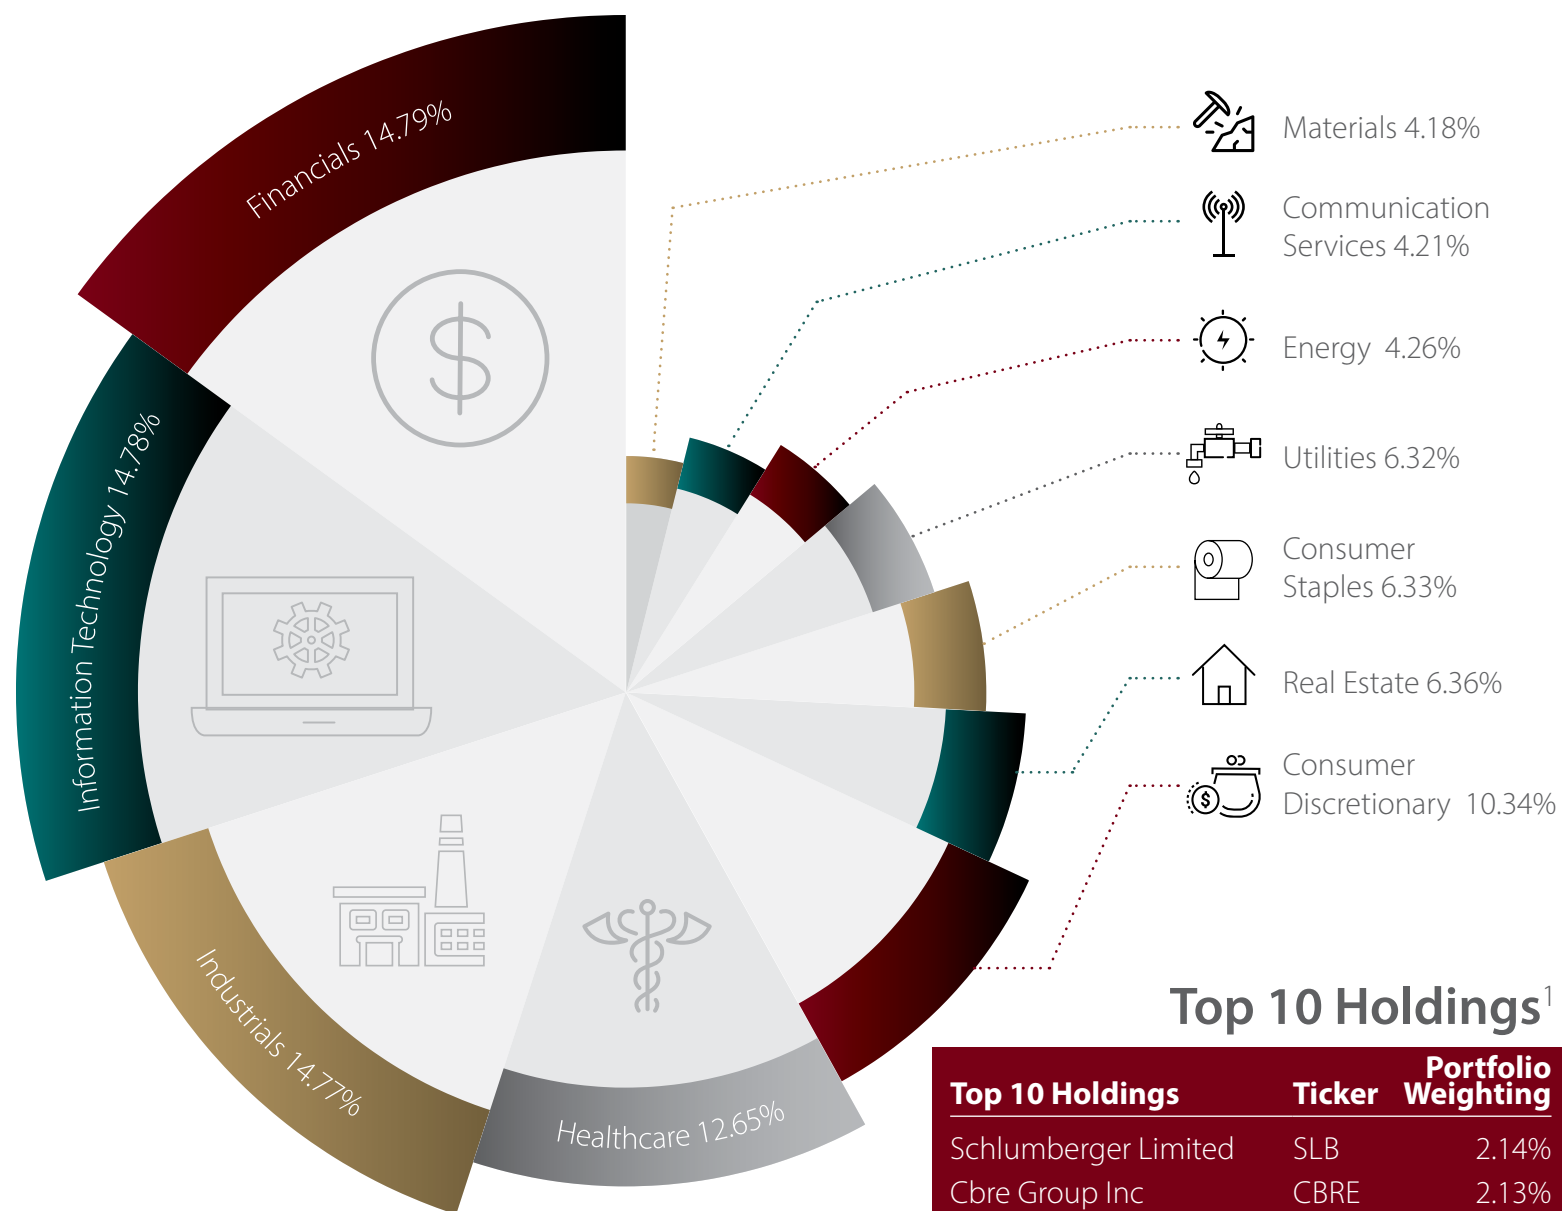 Financials 14.79%
Information Technology 14.78%
Industrials 14.77%
Healthcare 12.65%
Materials 4.18%
Communication
Services 4.21%
Energy 4.26%
Utilities 6.32%
Consumer
Staples 6.33%
Real Estate 6.36%
Consumer
Discretionary 10.34%
Top 10 Holdings1
Portfolio
Top 10 Holdings Ticker Weighting
Schlumberger Limited SLB 2.14%
Cbre Group Inc CBRE 2.13%